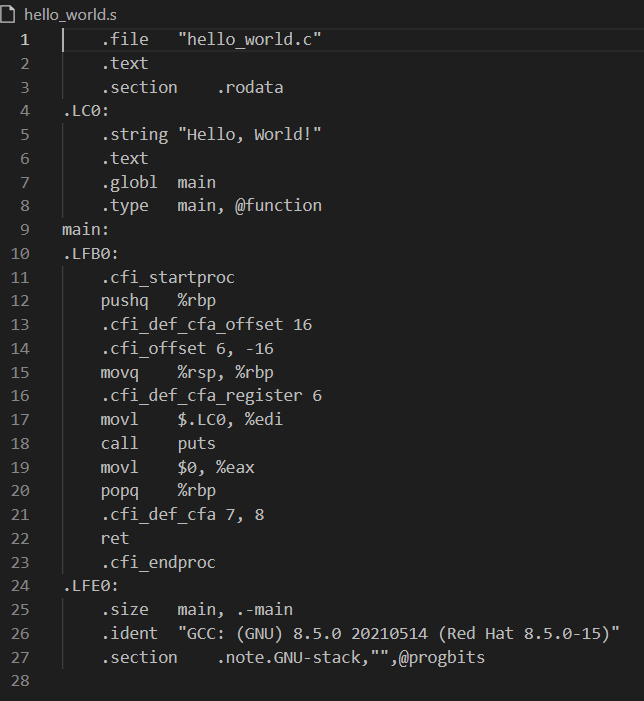 hello_world.s
1 .file "hello_world.c"
2 .text
3 .section .rodata
4 .LC0:
5 .string "Hello, World!"
6 .text
7 .globl main
8 .type main, @function
9 main:
10 .LFB0:
11 .cfi_startproc
12 pushq %rbp
13 .cfi_def_cfa_offset 16
14 .cfi_offset 6, -16
15 movq %rsp, %rbp
16 .cfi_def_cfa_register 6
17 movl $.LC0, %edi
18 call puts
19 movl $0, %eax
20 popq %rbp
21 .cfi_def_cfa 7, 8
22 ret
23 .cfi_endproc
24 .LFE0:
25 .size main, .-main
26 .ident "GCC: (GNU) 8.5.0 20210514 (Red Hat 8.5.0-15)"
27 .section .note.GNU-stack,"",@progbits
28